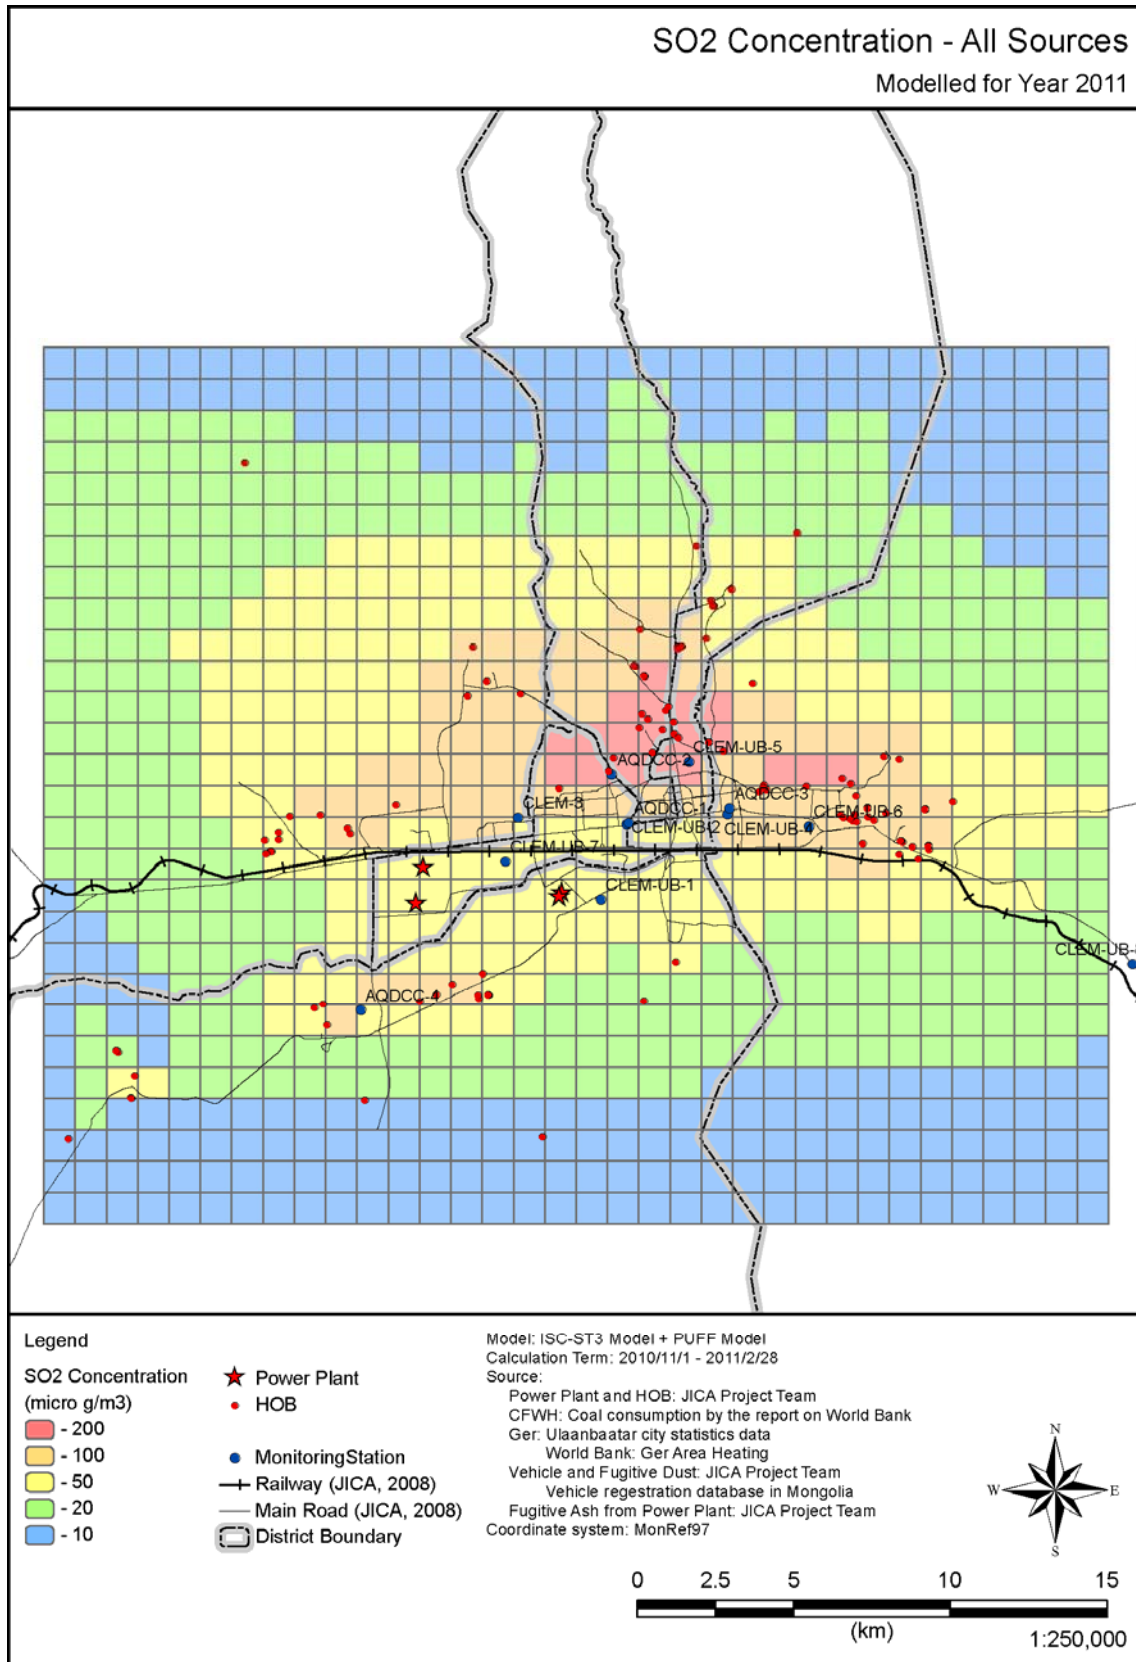 SO2 Concentration - All Sources
Modelled for Year 2011
CLEM-UB-5
AQDCC-2
AQDCC-3
CLEM-8
AQDCC-1
CLEM-UB-6
CLEM-UB-2
CLEM-UB-4
CLEM-UB-7
CLEM-UB-1
CLEM-UB-
AQDCC-4
Legend
SO2 Concentration
(micro g/m3)
- 200
- 100
- 50
- 20
- 10
Power Plant
HOB
MonitoringStation
Railway (JICA, 2008)
Main Road (JICA, 2008)
District Boundary
Model: ISC-ST3 Model + PUFF Model
Calculation Term: 2010/11/1 - 2011/2/28
Source:
Power Plant and HOB: JICA Project Team
CFWH: Coal consumption by the report on World Bank
Ger: Ulaanbaatar city statistics data
World Bank: Ger Area Heating
Vehicle and Fugitive Dust: JICA Project Team
Vehicle regestration database in Mongolia
Fugitive Ash from Power Plant: JICA Project Team
Coordinate system: MonRef97
N
W E
S
0 2.5 5 10 15
(km)
1:250,000